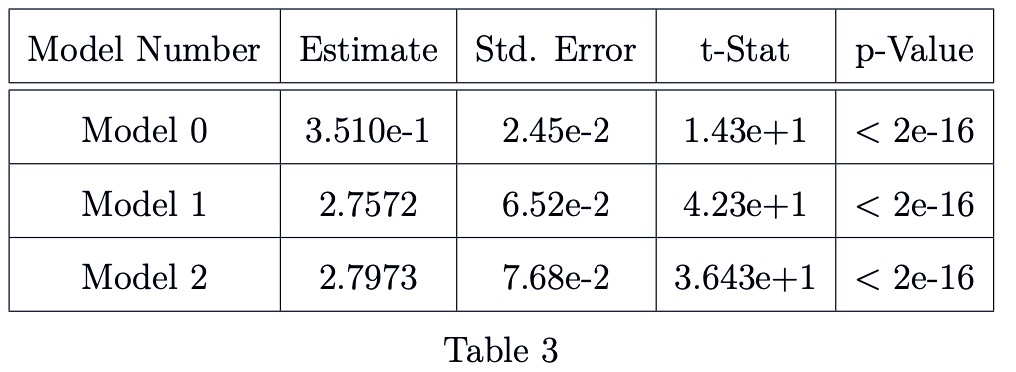 Model Number Estimate Std. Error t-Stat p-Value
Model 0 3.510e-1 2.45e-2 1.43e+1 < 2e-16
Model 1 2.7572 6.52e-2 4.23e+1 < 2e-16
Model 2 2.7973 7.68e-2 3.643e+1 < 2e-16
Table 3